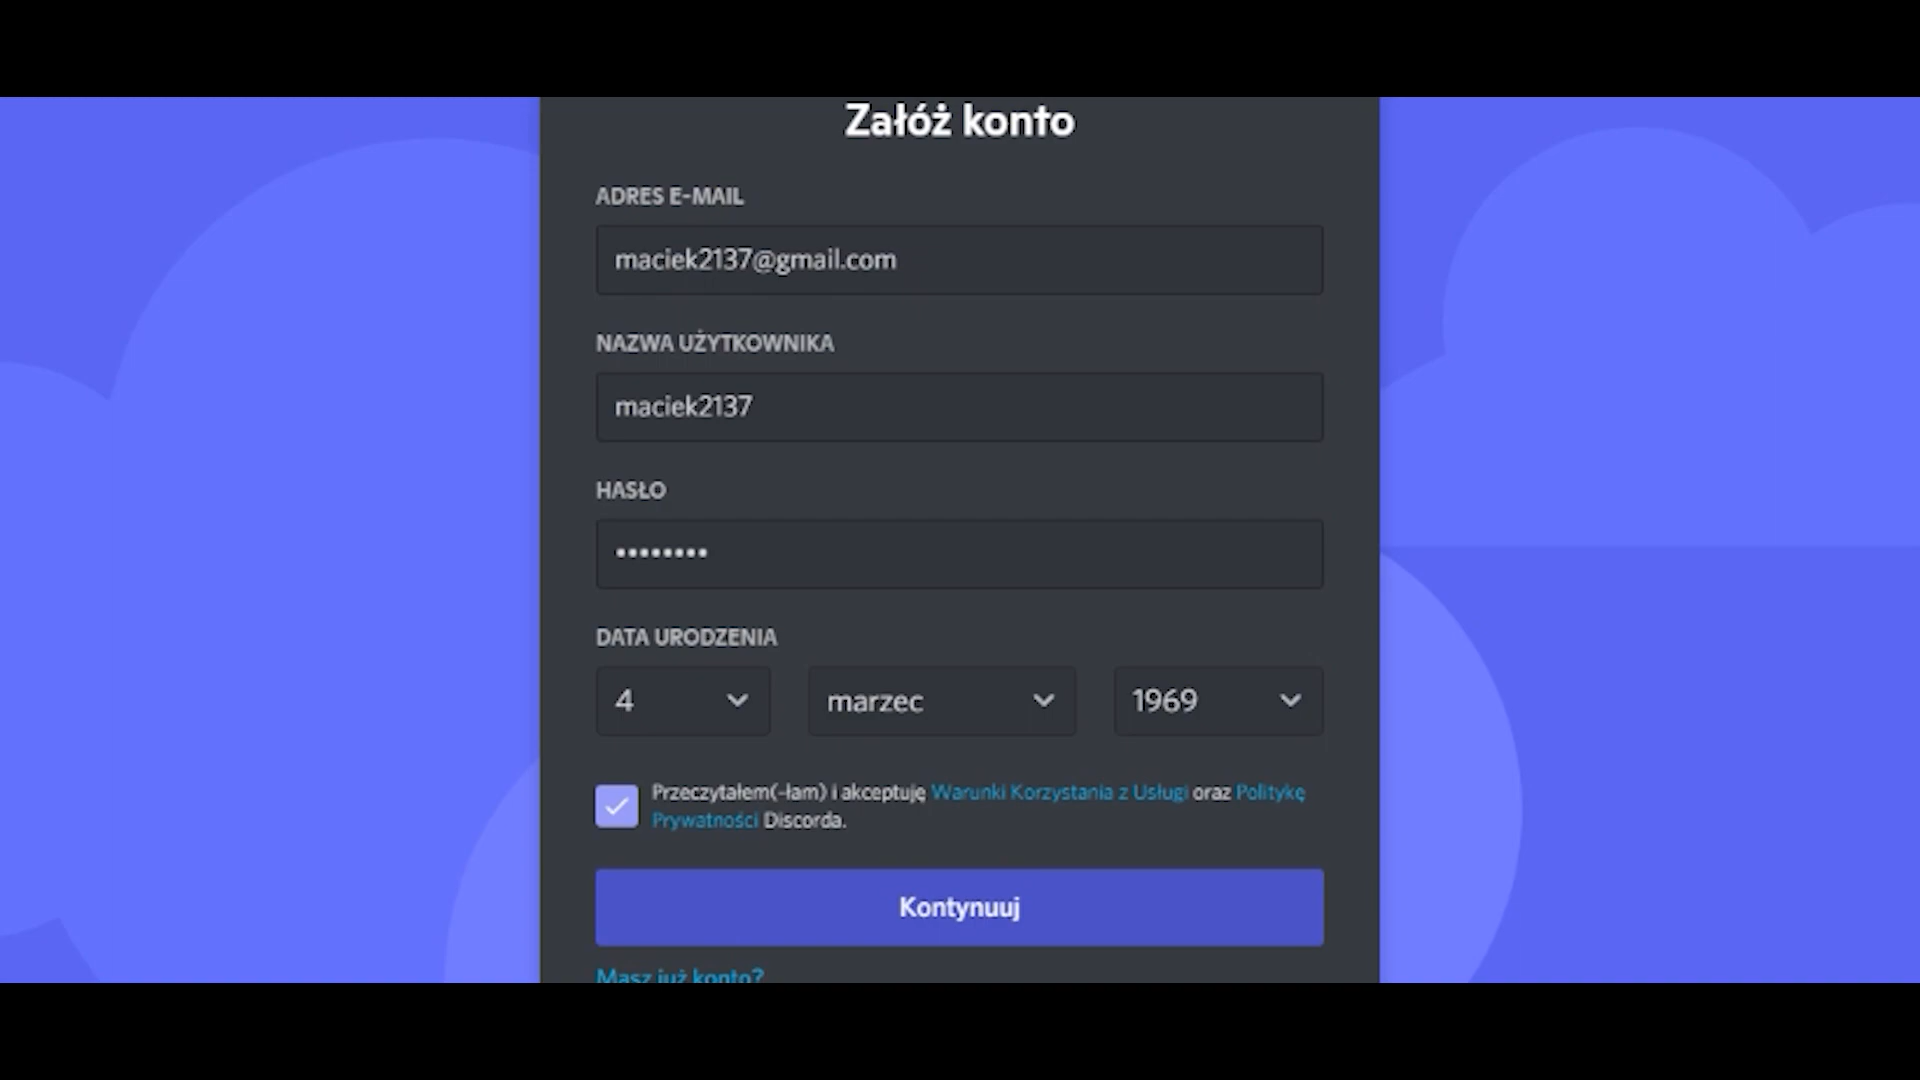 Załóż konto
ADRES E-MAIL
maciek2137@gmail.com
NAZWA UŻYTKOWNIKA
maciek2137
HASŁO
••••••••
DATA URODZENIA
4 marzec 1969
Przeczytałem(-łam) i akceptuję Warunki Korzystania z Usługi oraz Politykę
Prywatności Discorda.
Kontynuuj
Masz już konto?